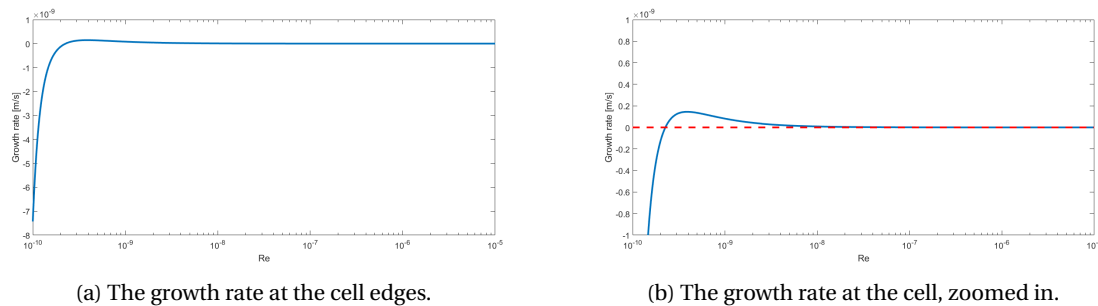 ×10⁻⁹
1
0
-1
-2
-3
-4
-5
-6
-7
-8
Growth rate [m/s]
10⁻¹⁰ 10⁻⁹ 10⁻⁸ 10⁻⁷ 10⁻⁶ 10⁻⁵
Re
(a) The growth rate at the cell edges.
×10⁻⁹
1
0.8
0.6
0.4
0.2
0
-0.2
-0.4
-0.6
-0.8
-1
Growth rate [m/s]
10⁻¹⁰ 10⁻⁹ 10⁻⁸ 10⁻⁷ 10⁻⁶ 10
Re
(b) The growth rate at the cell, zoomed in.